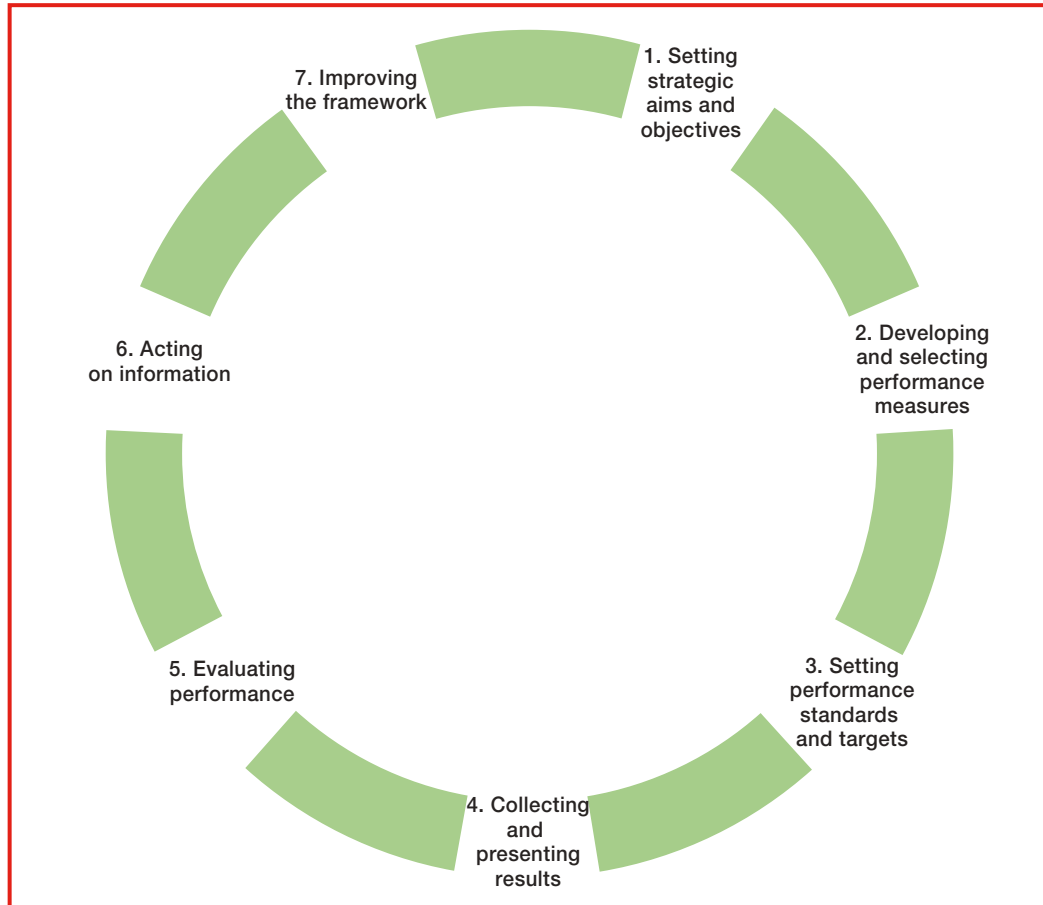 1. Setting
strategic
aims and
objectives
2. Developing
and selecting
performance
measures
3. Setting
performance
standards
and targets
4. Collecting
and
presenting
results
5. Evaluating
performance
6. Acting
on information
7. Improving
the framework